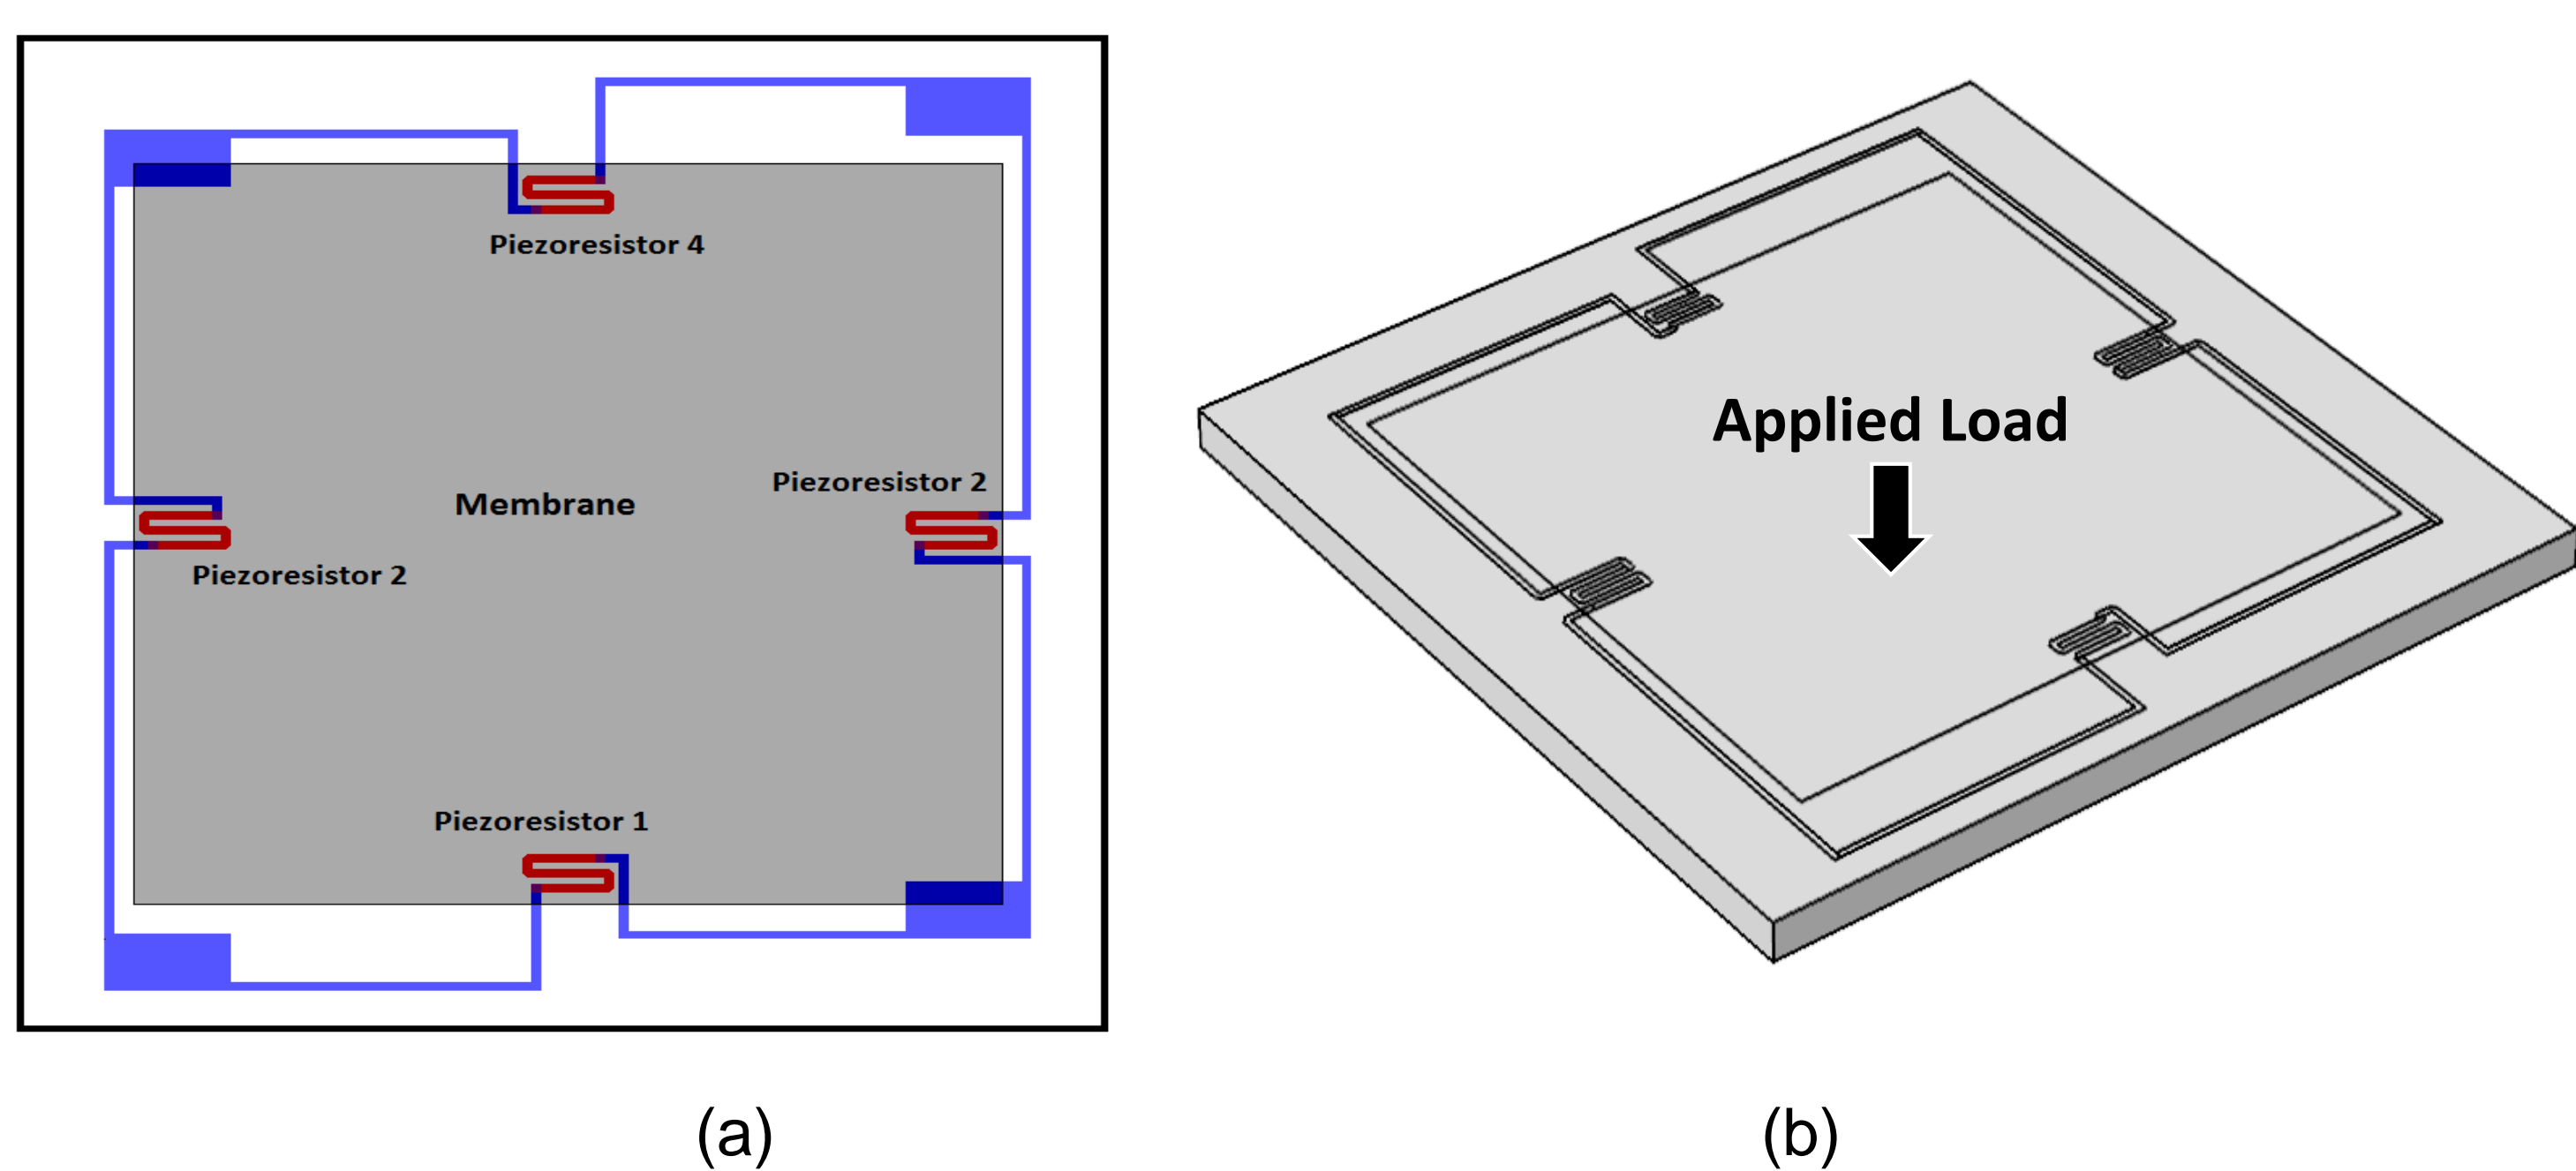 Piezoresistor 4
Piezoresistor 2
Membrane
Piezoresistor 2
Piezoresistor 1
Applied Load
(a)
(b)